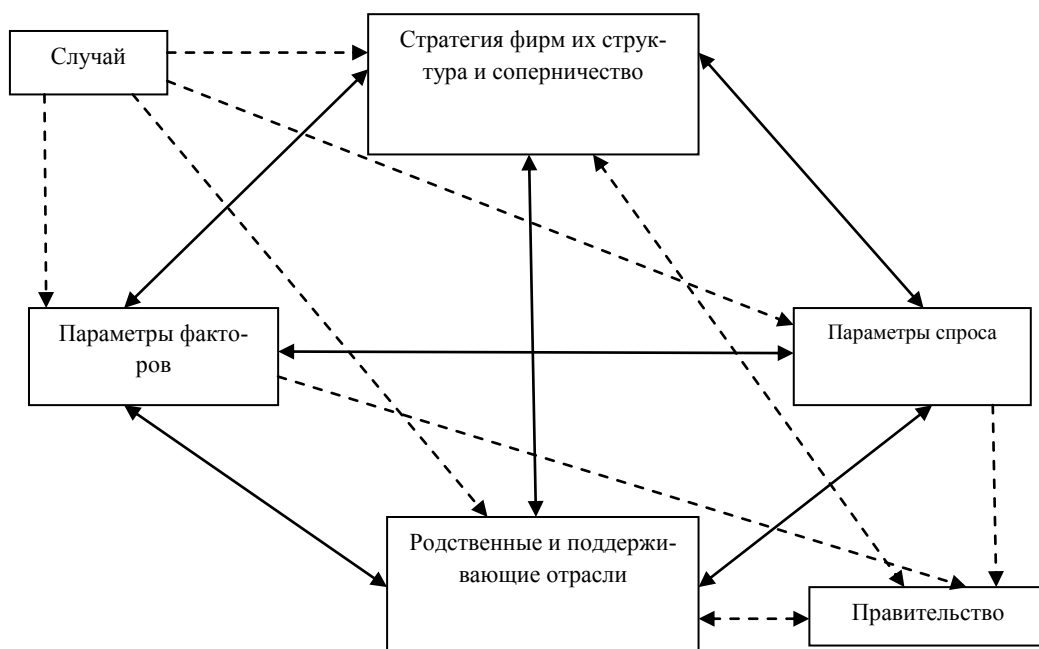 Случай
Стратегия фирм их струк-
тура и соперничество
Параметры факто-
ров
Параметры спроса
Родственные и поддержи-
вающие отрасли
Правительство